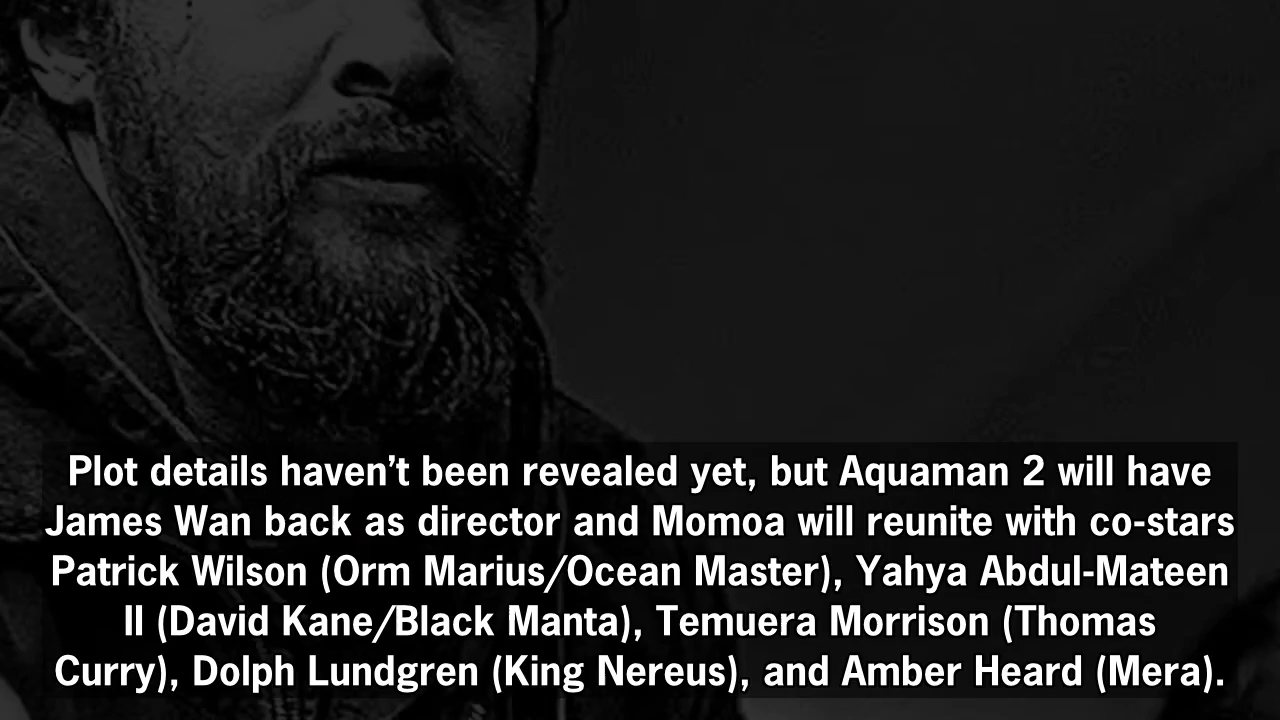 Plot details haven’t been revealed yet, but Aquaman 2 will have
James Wan back as director and Momoa will reunite with co-stars
Patrick Wilson (Orm Marius/Ocean Master), Yahya Abdul-Mateen
II (David Kane/Black Manta), Temuera Morrison (Thomas
Curry), Dolph Lundgren (King Nereus), and Amber Heard (Mera).